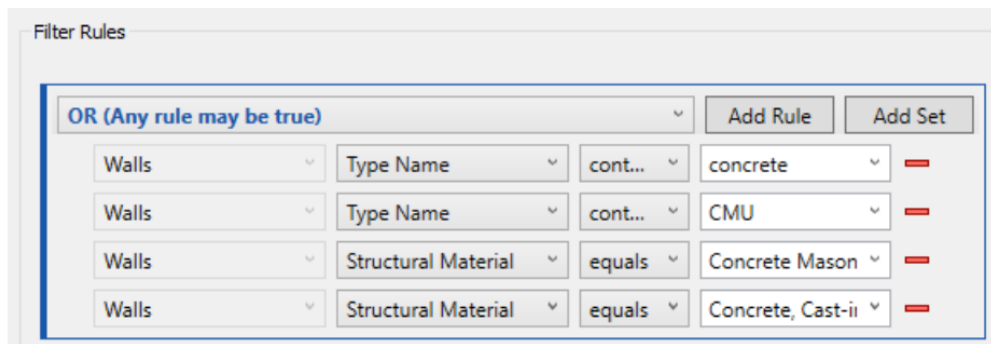 Filter Rules
OR (Any rule may be true) Add Rule Add Set
Walls Type Name cont... concrete
Walls Type Name cont... CMU
Walls Structural Material equals Concrete Mason
Walls Structural Material equals Concrete, Cast-i